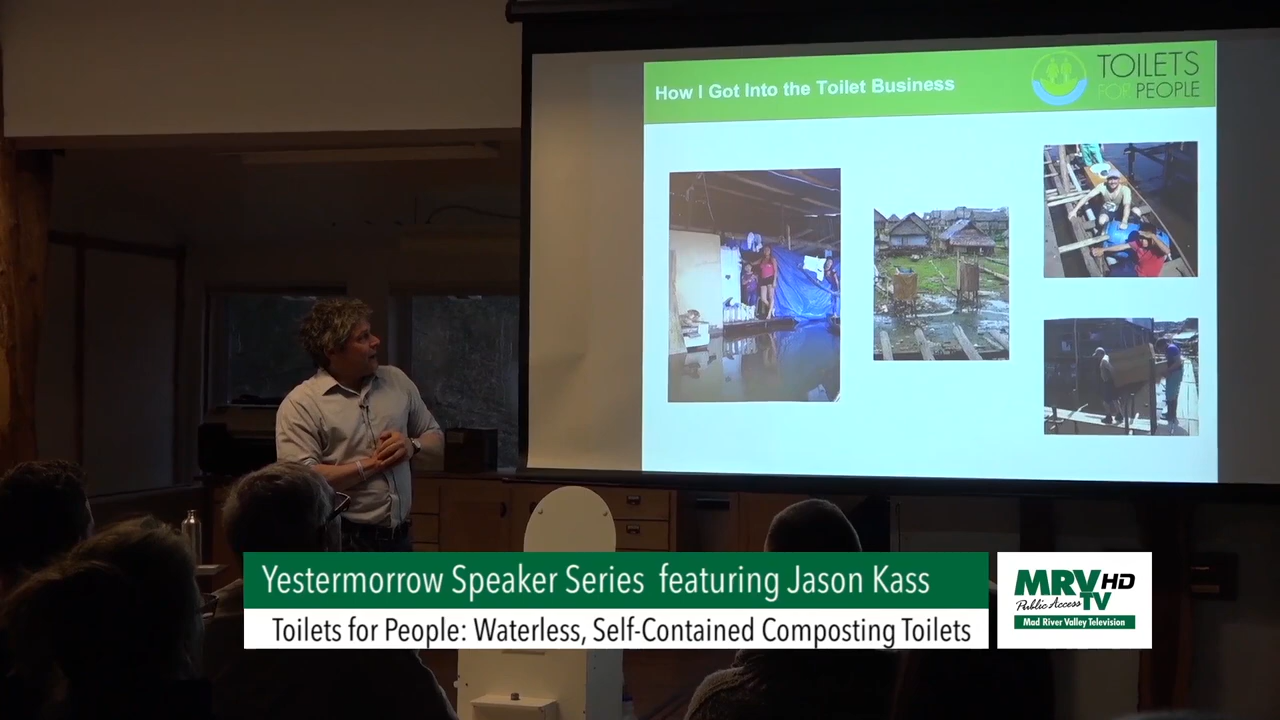 How I Got Into the Toilet Business
TOILETS
FOR PEOPLE
Yestermorrow Speaker Series featuring Jason Kass
Toilets for People: Waterless, Self-Contained Composting Toilets
MRV HD
Public Access TV
Mad River Valley Television